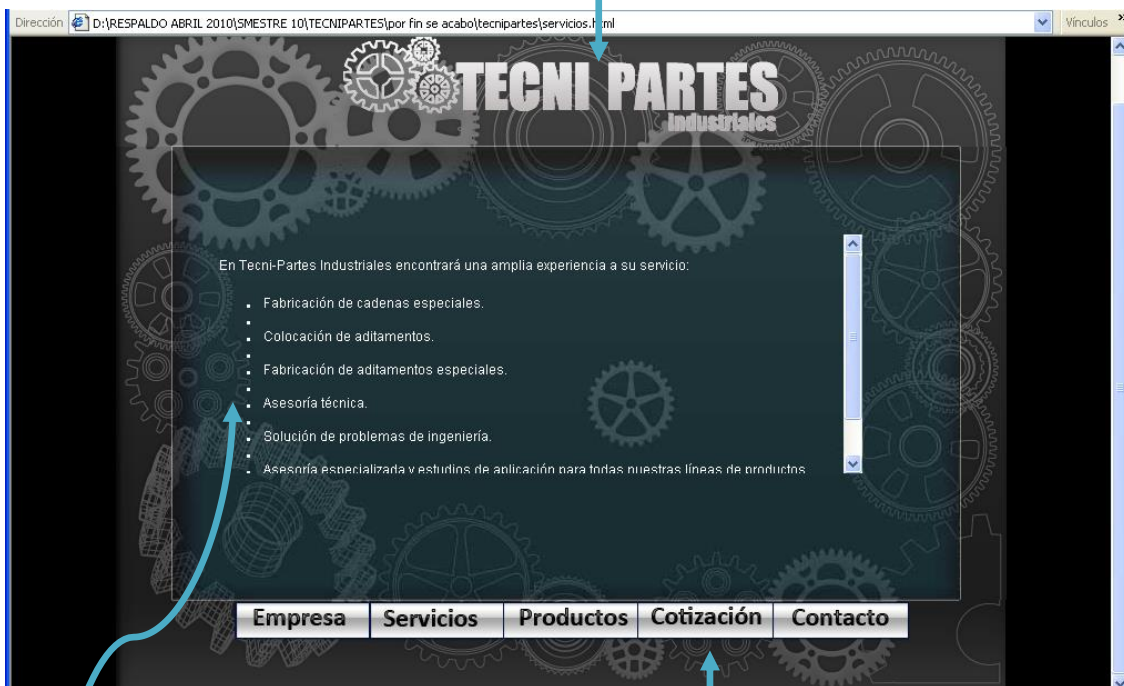 Dirección D:\RESPALDO ABRIL 2010\SMESTRE 10\TECNIPARTES\por fin se acabo\tecnipartes\servicios.html Vínculos
TECNI PARTES
Industriales
En Tecni-Partes Industriales encontrará una amplia experiencia a su servicio:
Fabricación de cadenas especiales.
Colocación de aditamentos.
Fabricación de aditamentos especiales.
Asesoría técnica.
Solución de problemas de ingeniería.
Asesoría especializada y estudios de aplicación para todas nuestras líneas de productos
Empresa Servicios Productos Cotización Contacto